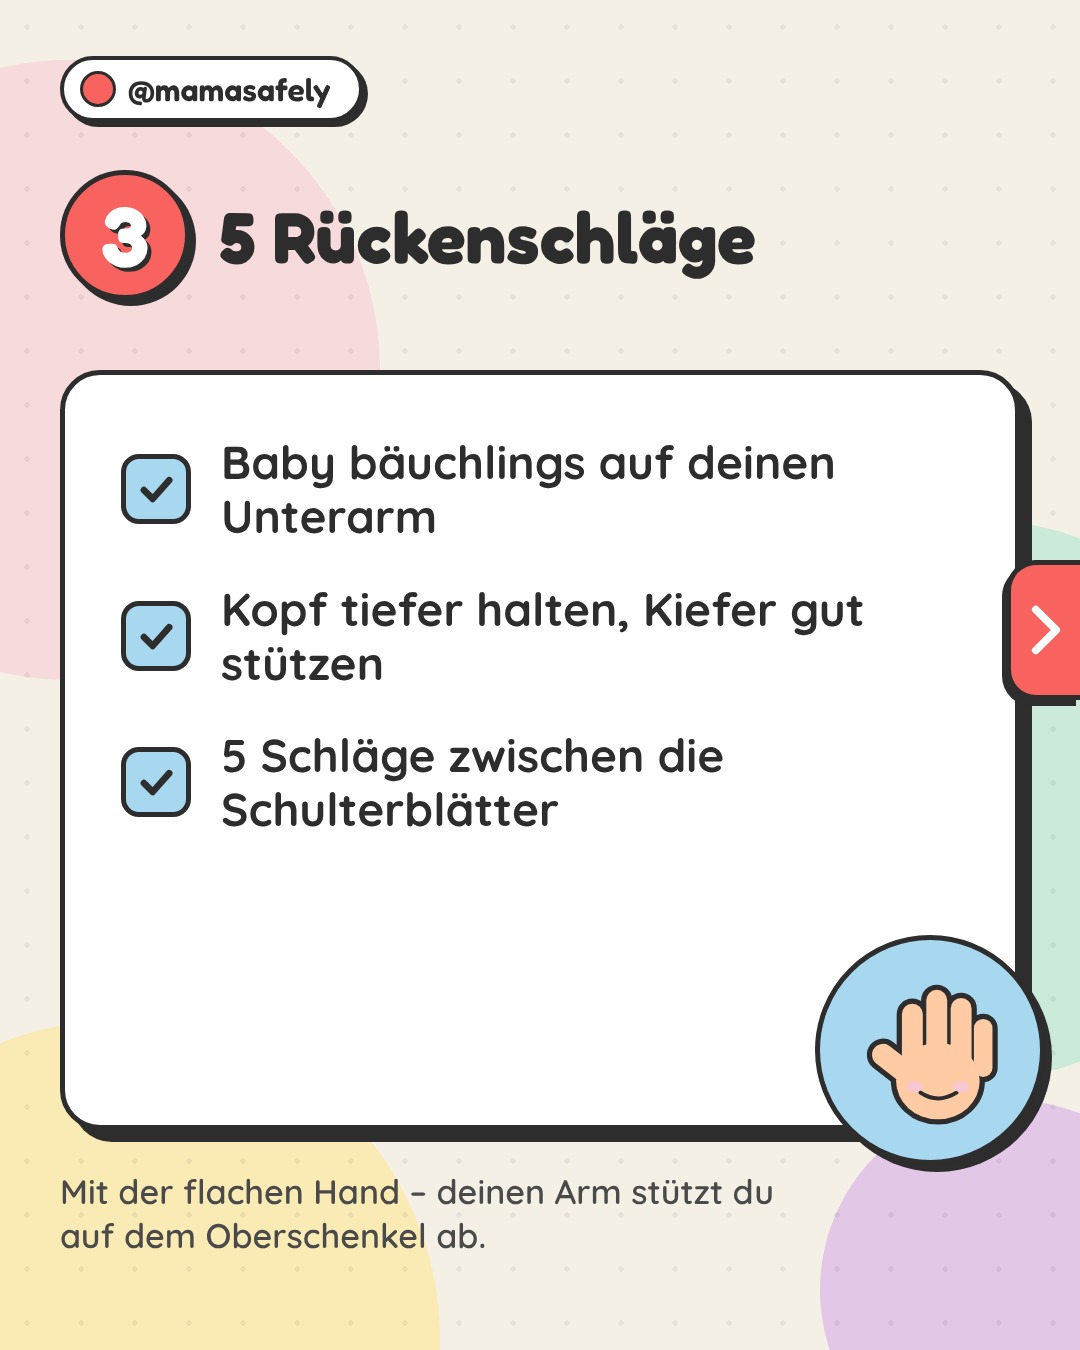 @mamasafely
3
5 Rückenschläge
Baby bäuchlings auf deinen
Unterarm
Kopf tiefer halten, Kiefer gut
stützen
5 Schläge zwischen die
Schulterblätter
Mit der flachen Hand – deinen Arm stützt du
auf dem Oberschenkel ab.